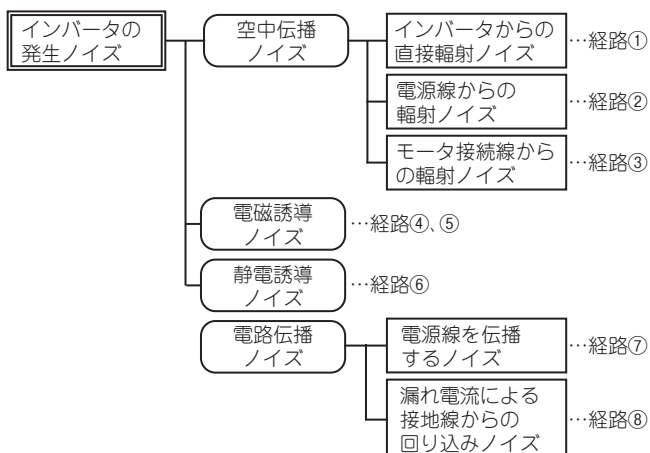 インバータの
発生ノイズ
空中伝播
ノイズ
インバータからの
直接輻射ノイズ
…経路①
電源線からの
輻射ノイズ
…経路②
モータ接続線から
の輻射ノイズ
…経路③
電磁誘導
ノイズ
…経路④、⑤
静電誘導
ノイズ
…経路⑥
電路伝播
ノイズ
電源線を伝播
するノイズ
…経路⑦
漏れ電流による
接地線からの
回り込みノイズ
…経路⑧